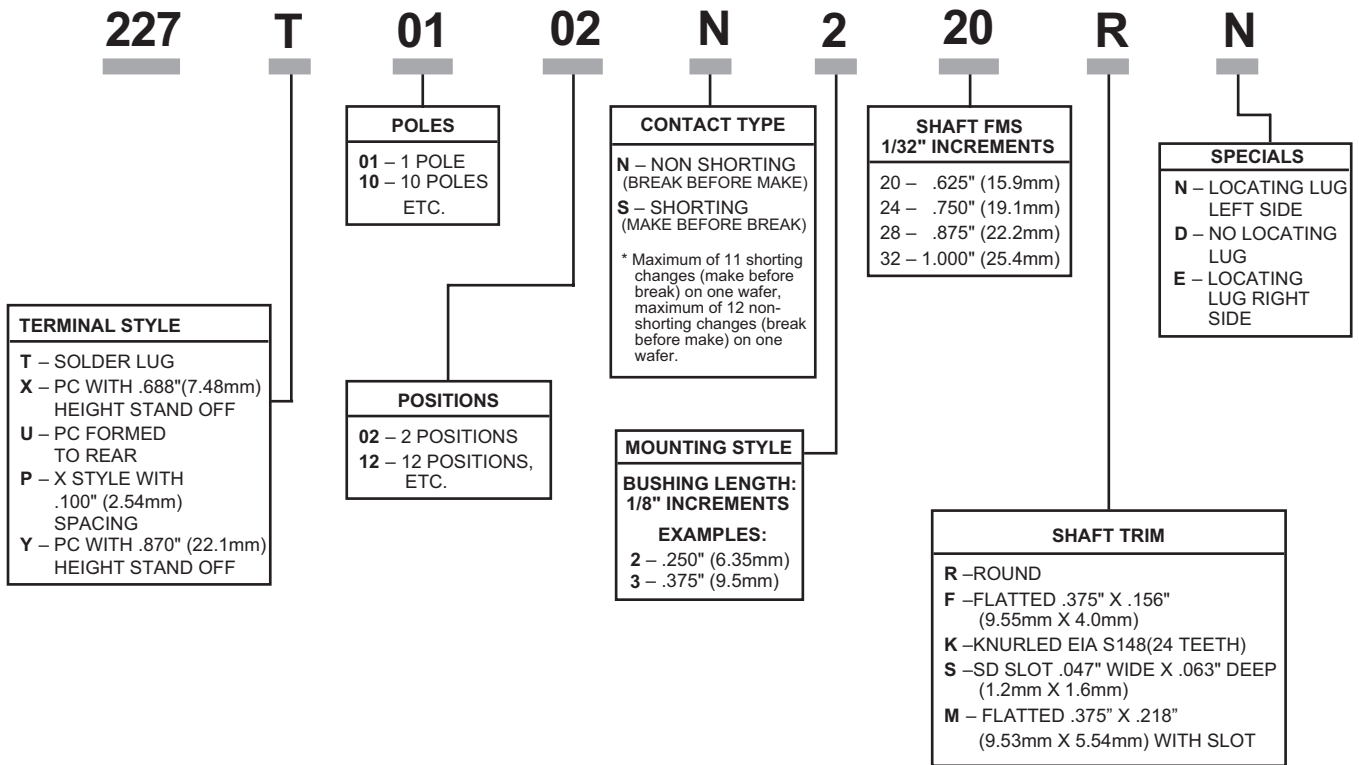 227 T 01 02 N 2 20 R N
POLES
01 – 1 POLE
10 – 10 POLES
ETC.
CONTACT TYPE
N – NON SHORTING
(BREAK BEFORE MAKE)
S – SHORTING
(MAKE BEFORE BREAK)
* Maximum of 11 shorting
changes (make before
break) on one wafer,
maximum of 12 non-
shorting changes (break
before make) on one
wafer.
SHAFT FMS
1/32" INCREMENTS
20 – .625" (15.9mm)
24 – .750" (19.1mm)
28 – .875" (22.2mm)
32 – 1.000" (25.4mm)
SPECIALS
N – LOCATING LUG
LEFT SIDE
D – NO LOCATING
LUG
E – LOCATING
LUG RIGHT
SIDE
TERMINAL STYLE
T – SOLDER LUG
X – PC WITH .688"(7.48mm)
HEIGHT STAND OFF
U – PC FORMED
TO REAR
P – X STYLE WITH
.100" (2.54mm)
SPACING
Y – PC WITH .870" (22.1mm)
HEIGHT STAND OFF
POSITIONS
02 – 2 POSITIONS
12 – 12 POSITIONS,
ETC.
MOUNTING STYLE
BUSHING LENGTH:
1/8" INCREMENTS
EXAMPLES:
2 – .250" (6.35mm)
3 – .375" (9.5mm)
SHAFT TRIM
R –ROUND
F –FLATTED .375" X .156"
(9.55mm X 4.0mm)
K –KNURLED EIA S148(24 TEETH)
S –SD SLOT .047" WIDE X .063" DEEP
(1.2mm X 1.6mm)
M – FLATTED .375” X .218”
(9.53mm X 5.54mm) WITH SLOT